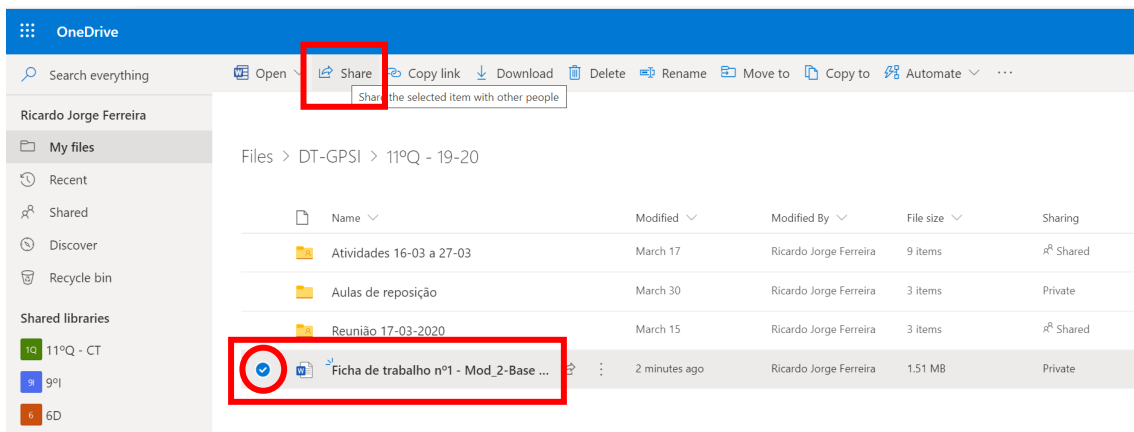 OneDrive
Search everything
Open Share Copy link Download Delete Rename Move to Copy to Automate ...
Share the selected item with other people
Ricardo Jorge Ferreira
My files
Recent
Shared
Discover
Recycle bin
Shared libraries
1Q 11ºQ - CT
9I 9ºI
6 6D
Files > DT-GPSI > 11ºQ - 19-20
Name Modified Modified By File size Sharing
Atividades 16-03 a 27-03 March 17 Ricardo Jorge Ferreira 9 items Shared
Aulas de reposição March 30 Ricardo Jorge Ferreira 3 items Private
Reunião 17-03-2020 March 15 Ricardo Jorge Ferreira 3 items Shared
Ficha de trabalho nº1 - Mod_2-Base ... 2 minutes ago Ricardo Jorge Ferreira 1.51 MB Private